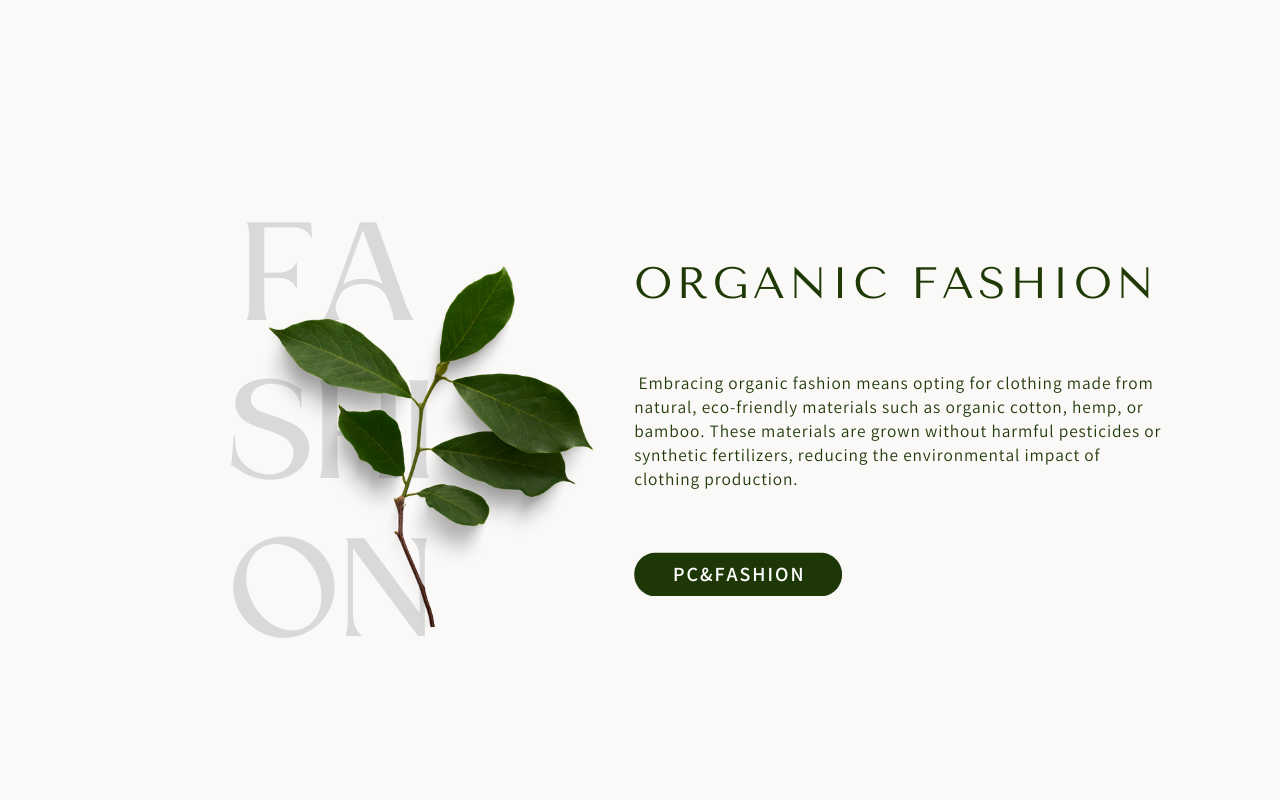 FA
SHI
ON
ORGANIC FASHION
Embracing organic fashion means opting for clothing made from
natural, eco-friendly materials such as organic cotton, hemp, or
bamboo. These materials are grown without harmful pesticides or
synthetic fertilizers, reducing the environmental impact of
clothing production.
PC&FASHION